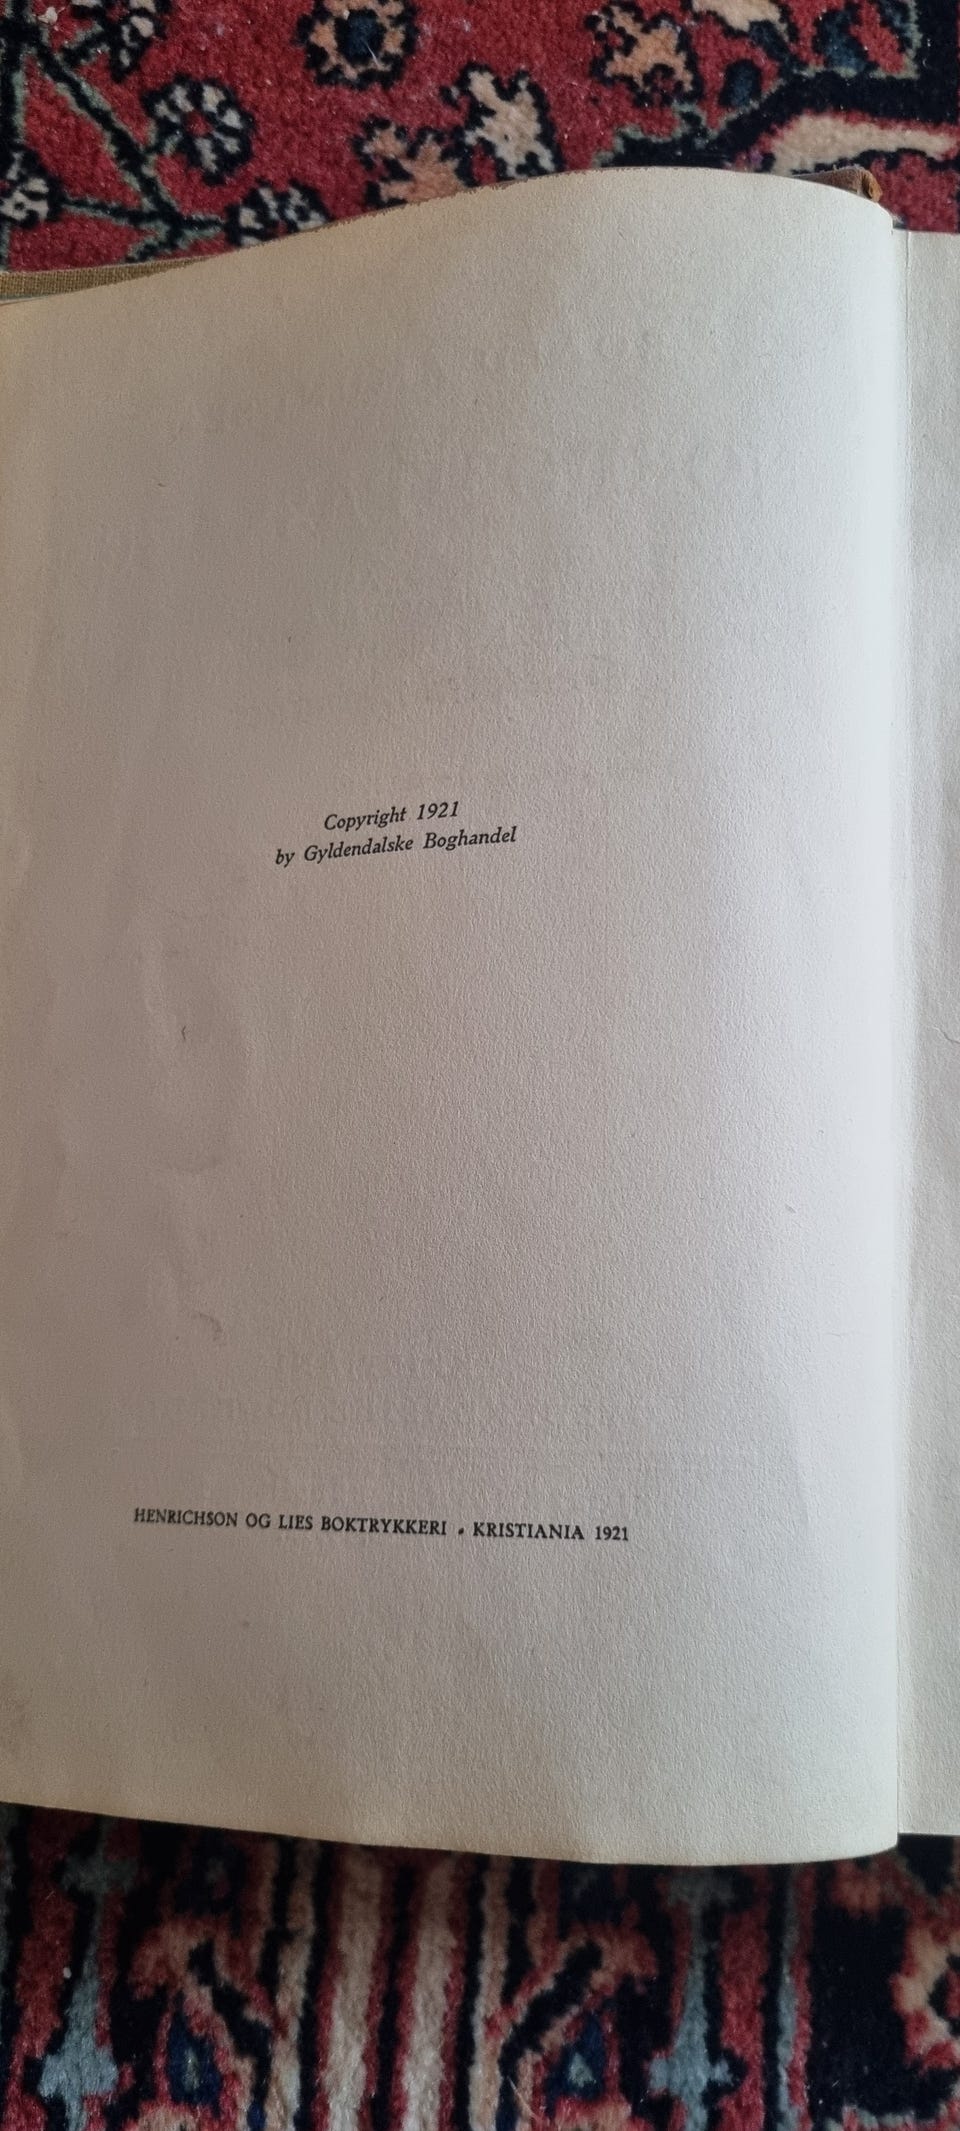 Copyright 1921
by Gyldendalske Boghandel
HENRICHSON OG LIES BOKTRYKKERI • KRISTIANIA 1921